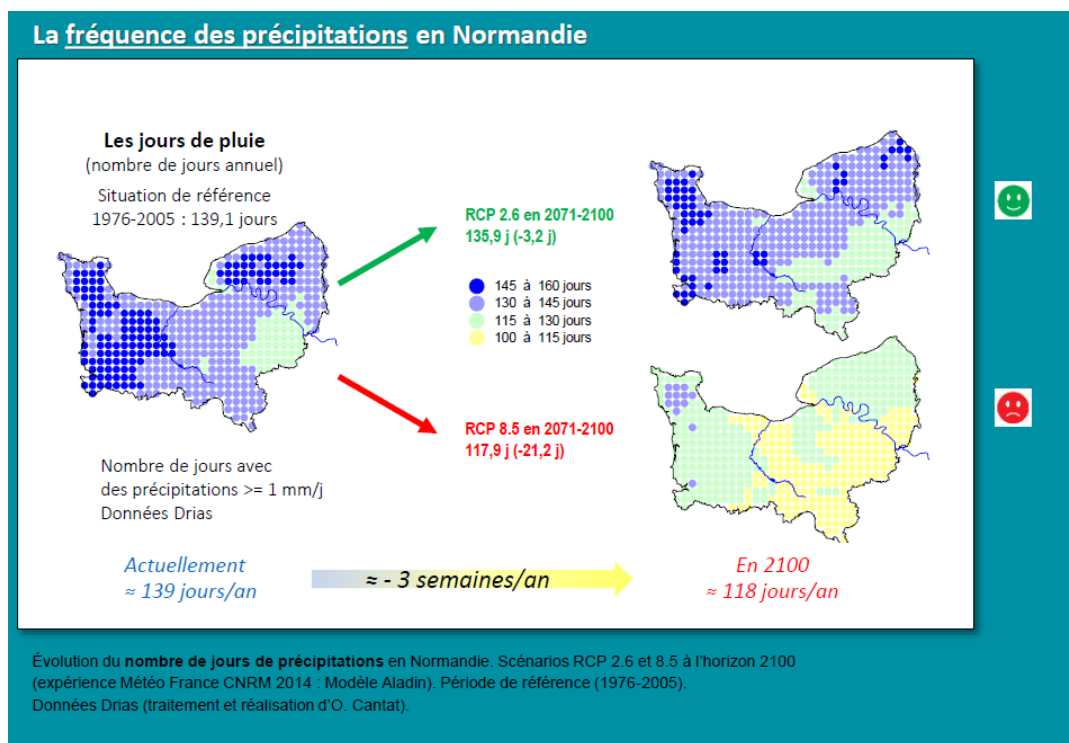 La fréquence des précipitations en Normandie
Les jours de pluie
(nombre de jours annuel)
Situation de référence
1976-2005 : 139,1 jours
RCP 2.6 en 2071-2100
135,9 j (-3,2 j)
145 à 160 jours
130 à 145 jours
115 à 130 jours
100 à 115 jours
RCP 8.5 en 2071-2100
117,9 j (-21,2 j)
Nombre de jours avec
des précipitations >= 1 mm/j
Données Drias
Actuellement
≈ 139 jours/an
≈ - 3 semaines/an
En 2100
≈ 118 jours/an
Évolution du nombre de jours de précipitations en Normandie. Scénarios RCP 2.6 et 8.5 à l'horizon 2100
(expérience Météo France CNRM 2014 : Modèle Aladin). Période de référence (1976-2005).
Données Drias (traitement et réalisation d'O. Cantat).